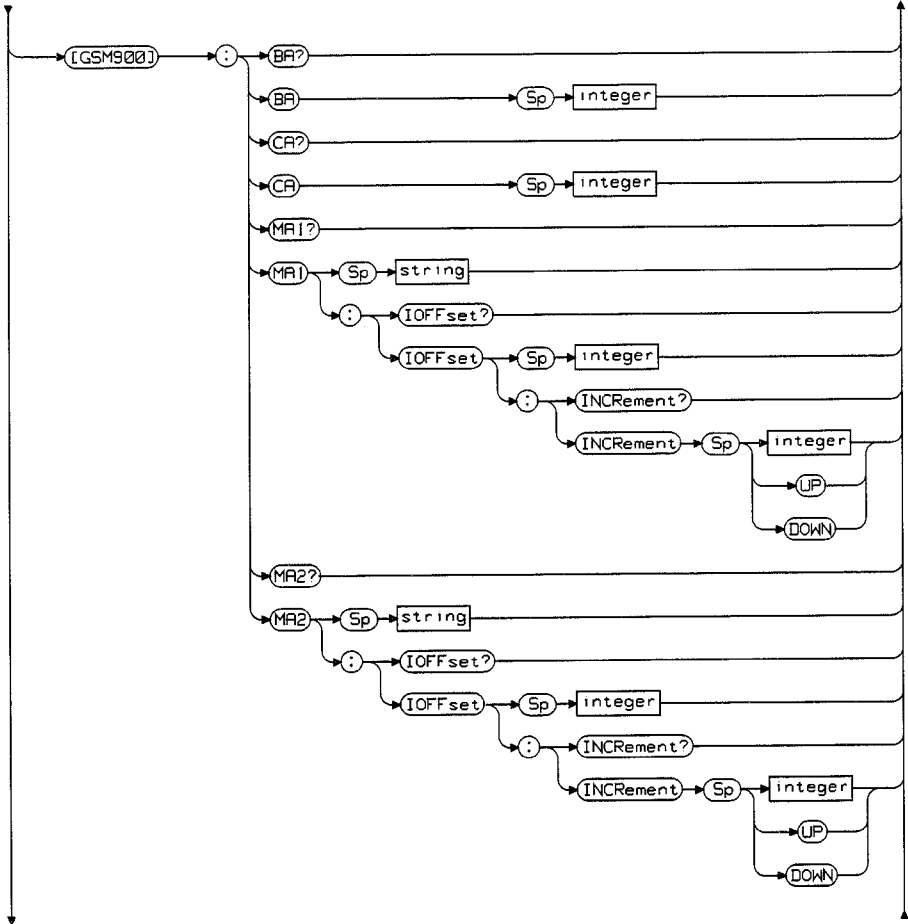 [GSM900] : BA?
BA Sp integer
CA?
CA Sp integer
MA1?
MA1 Sp string
: IOFFset?
IOFFset Sp integer
: INCRement?
INCRement Sp integer
UP
DOWN
MA2?
MA2 Sp string
: IOFFset?
IOFFset Sp integer
: INCRement?
INCRement Sp integer
UP
DOWN